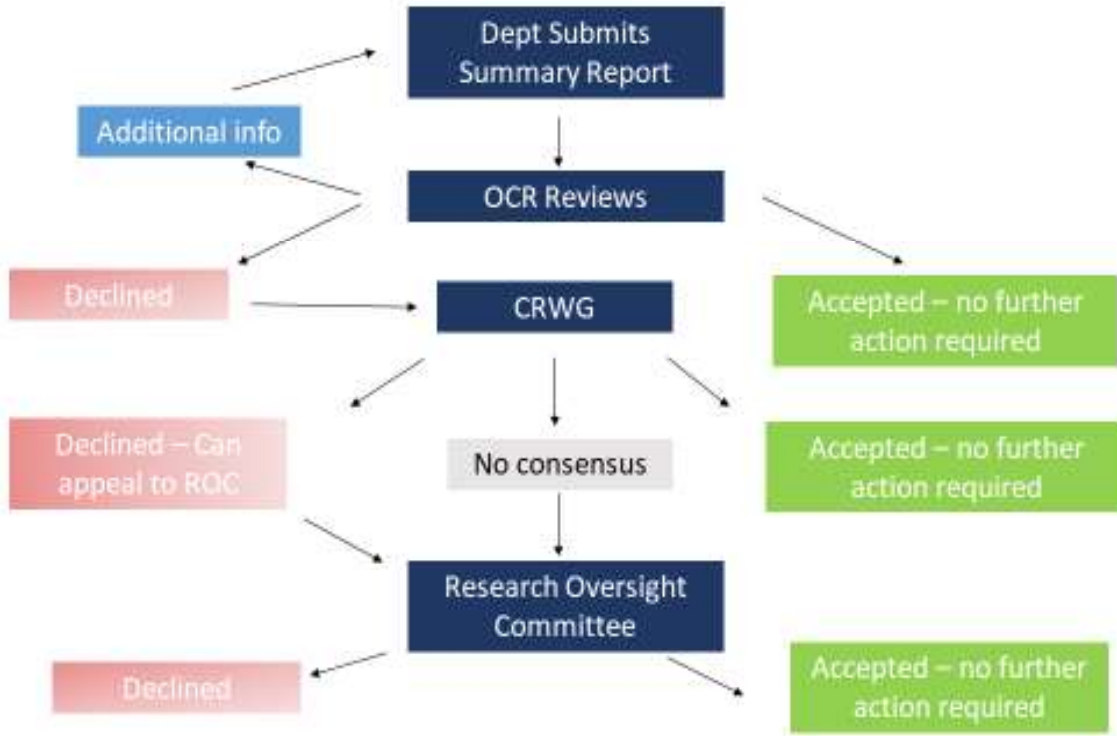 Dept Submits
Summary Report
Additional info
OCR Reviews
Declined
CRWG
Accepted – no further
action required
Declined – Can
appeal to ROC
No consensus
Accepted – no further
action required
Research Oversight
Committee
Declined
Accepted – no further
action required